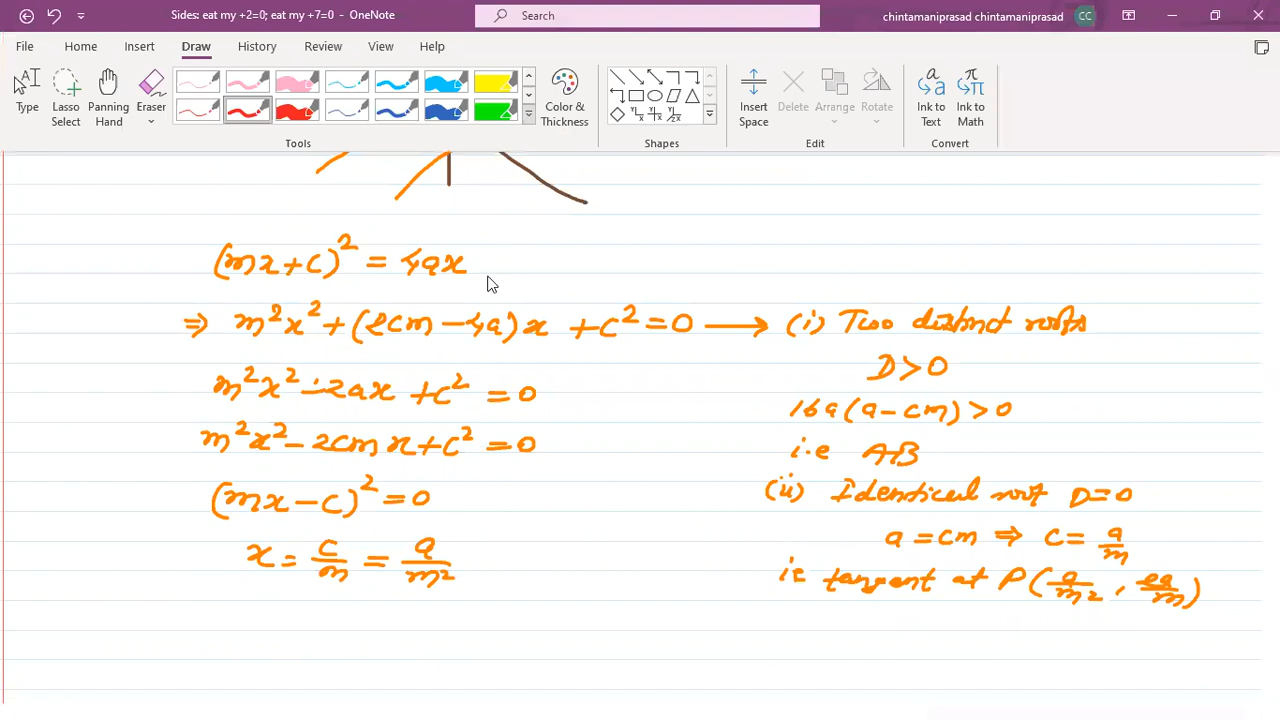 Sides: eat my +2=0; eat my +7=0 - OneNote
Search
chintamaniprasad chintamaniprasad CC
File Home Insert Draw History Review View Help
Type
Lasso Select
Panning Hand
Eraser
Color & Thickness
Insert Space
Delete
Arrange
Rotate
Ink to Text
Ink to Math
Tools Shapes Edit Convert
(mx+c)² = 4ax
⇒ m²x²+(2cm-4a)x +c²=0 ⟶ (i) Two distinct roots
D>0
m²x²-2ax+c²=0
16a(a-cm)>0
m²x²-2cmx+c²=0
i.e AB
(mx-c)²=0
(ii) Identical root D=0
a=cm ⇒ c=a/m
x = c/m = a/m²
ie tangent at P(a/m², 2a/m)